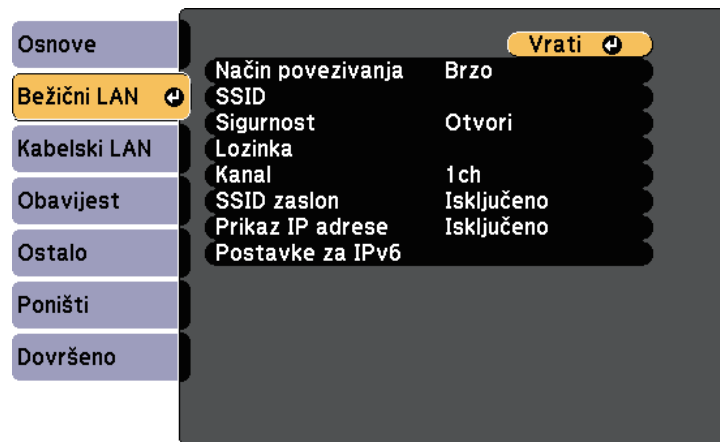 Osnove
Bežični LAN
Kabelski LAN
Obavijest
Ostalo
Poništi
Dovršeno
Vrati
Način povezivanja Brzo
SSID
Sigurnost Otvori
Lozinka
Kanal 1ch
SSID zaslon Isključeno
Prikaz IP adrese Isključeno
Postavke za IPv6